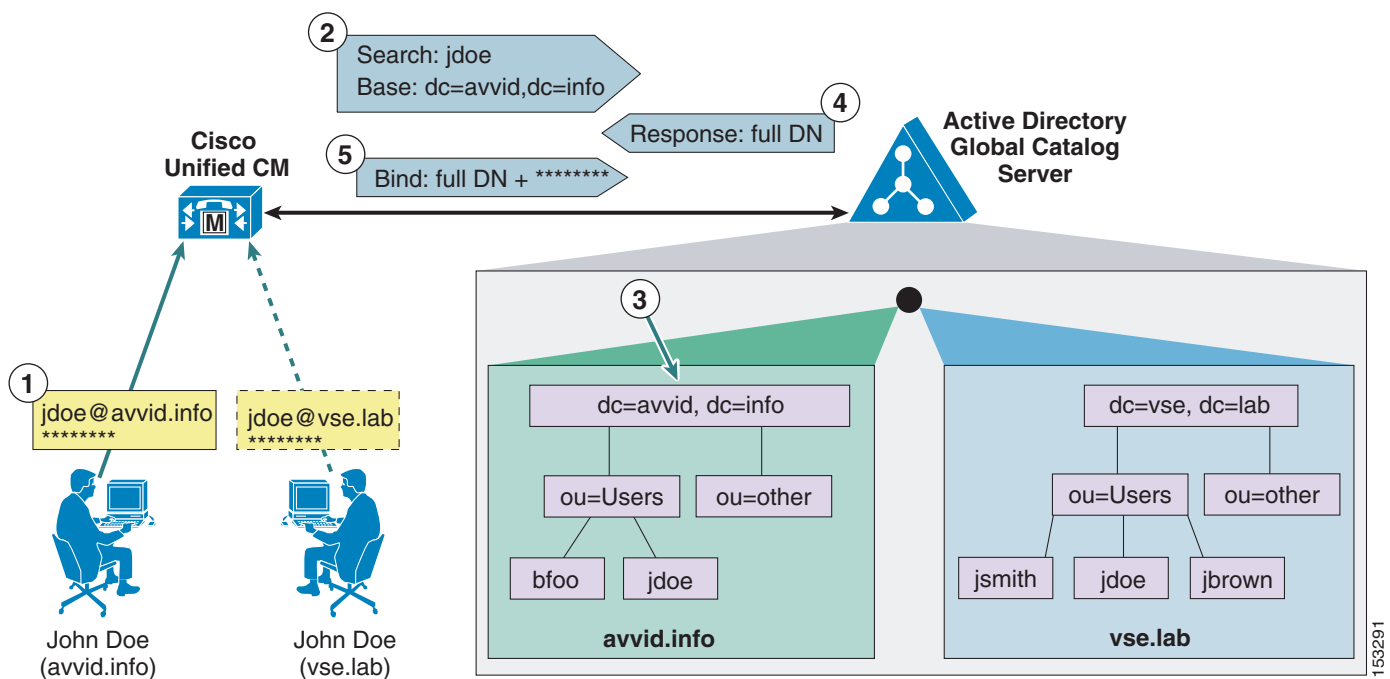 2
Search: jdoe
Base: dc=avvid,dc=info
4
Response: full DN
5
Bind: full DN + ********
Cisco
Unified CM
M
Active Directory
Global Catalog
Server
1
jdoe@avvid.info
********
jdoe@vse.lab
********
John Doe
(avvid.info)
John Doe
(vse.lab)
3
dc=avvid, dc=info
ou=Users
ou=other
bfoo
jdoe
avvid.info
dc=vse, dc=lab
ou=Users
ou=other
jsmith
jdoe
jbrown
vse.lab
153291